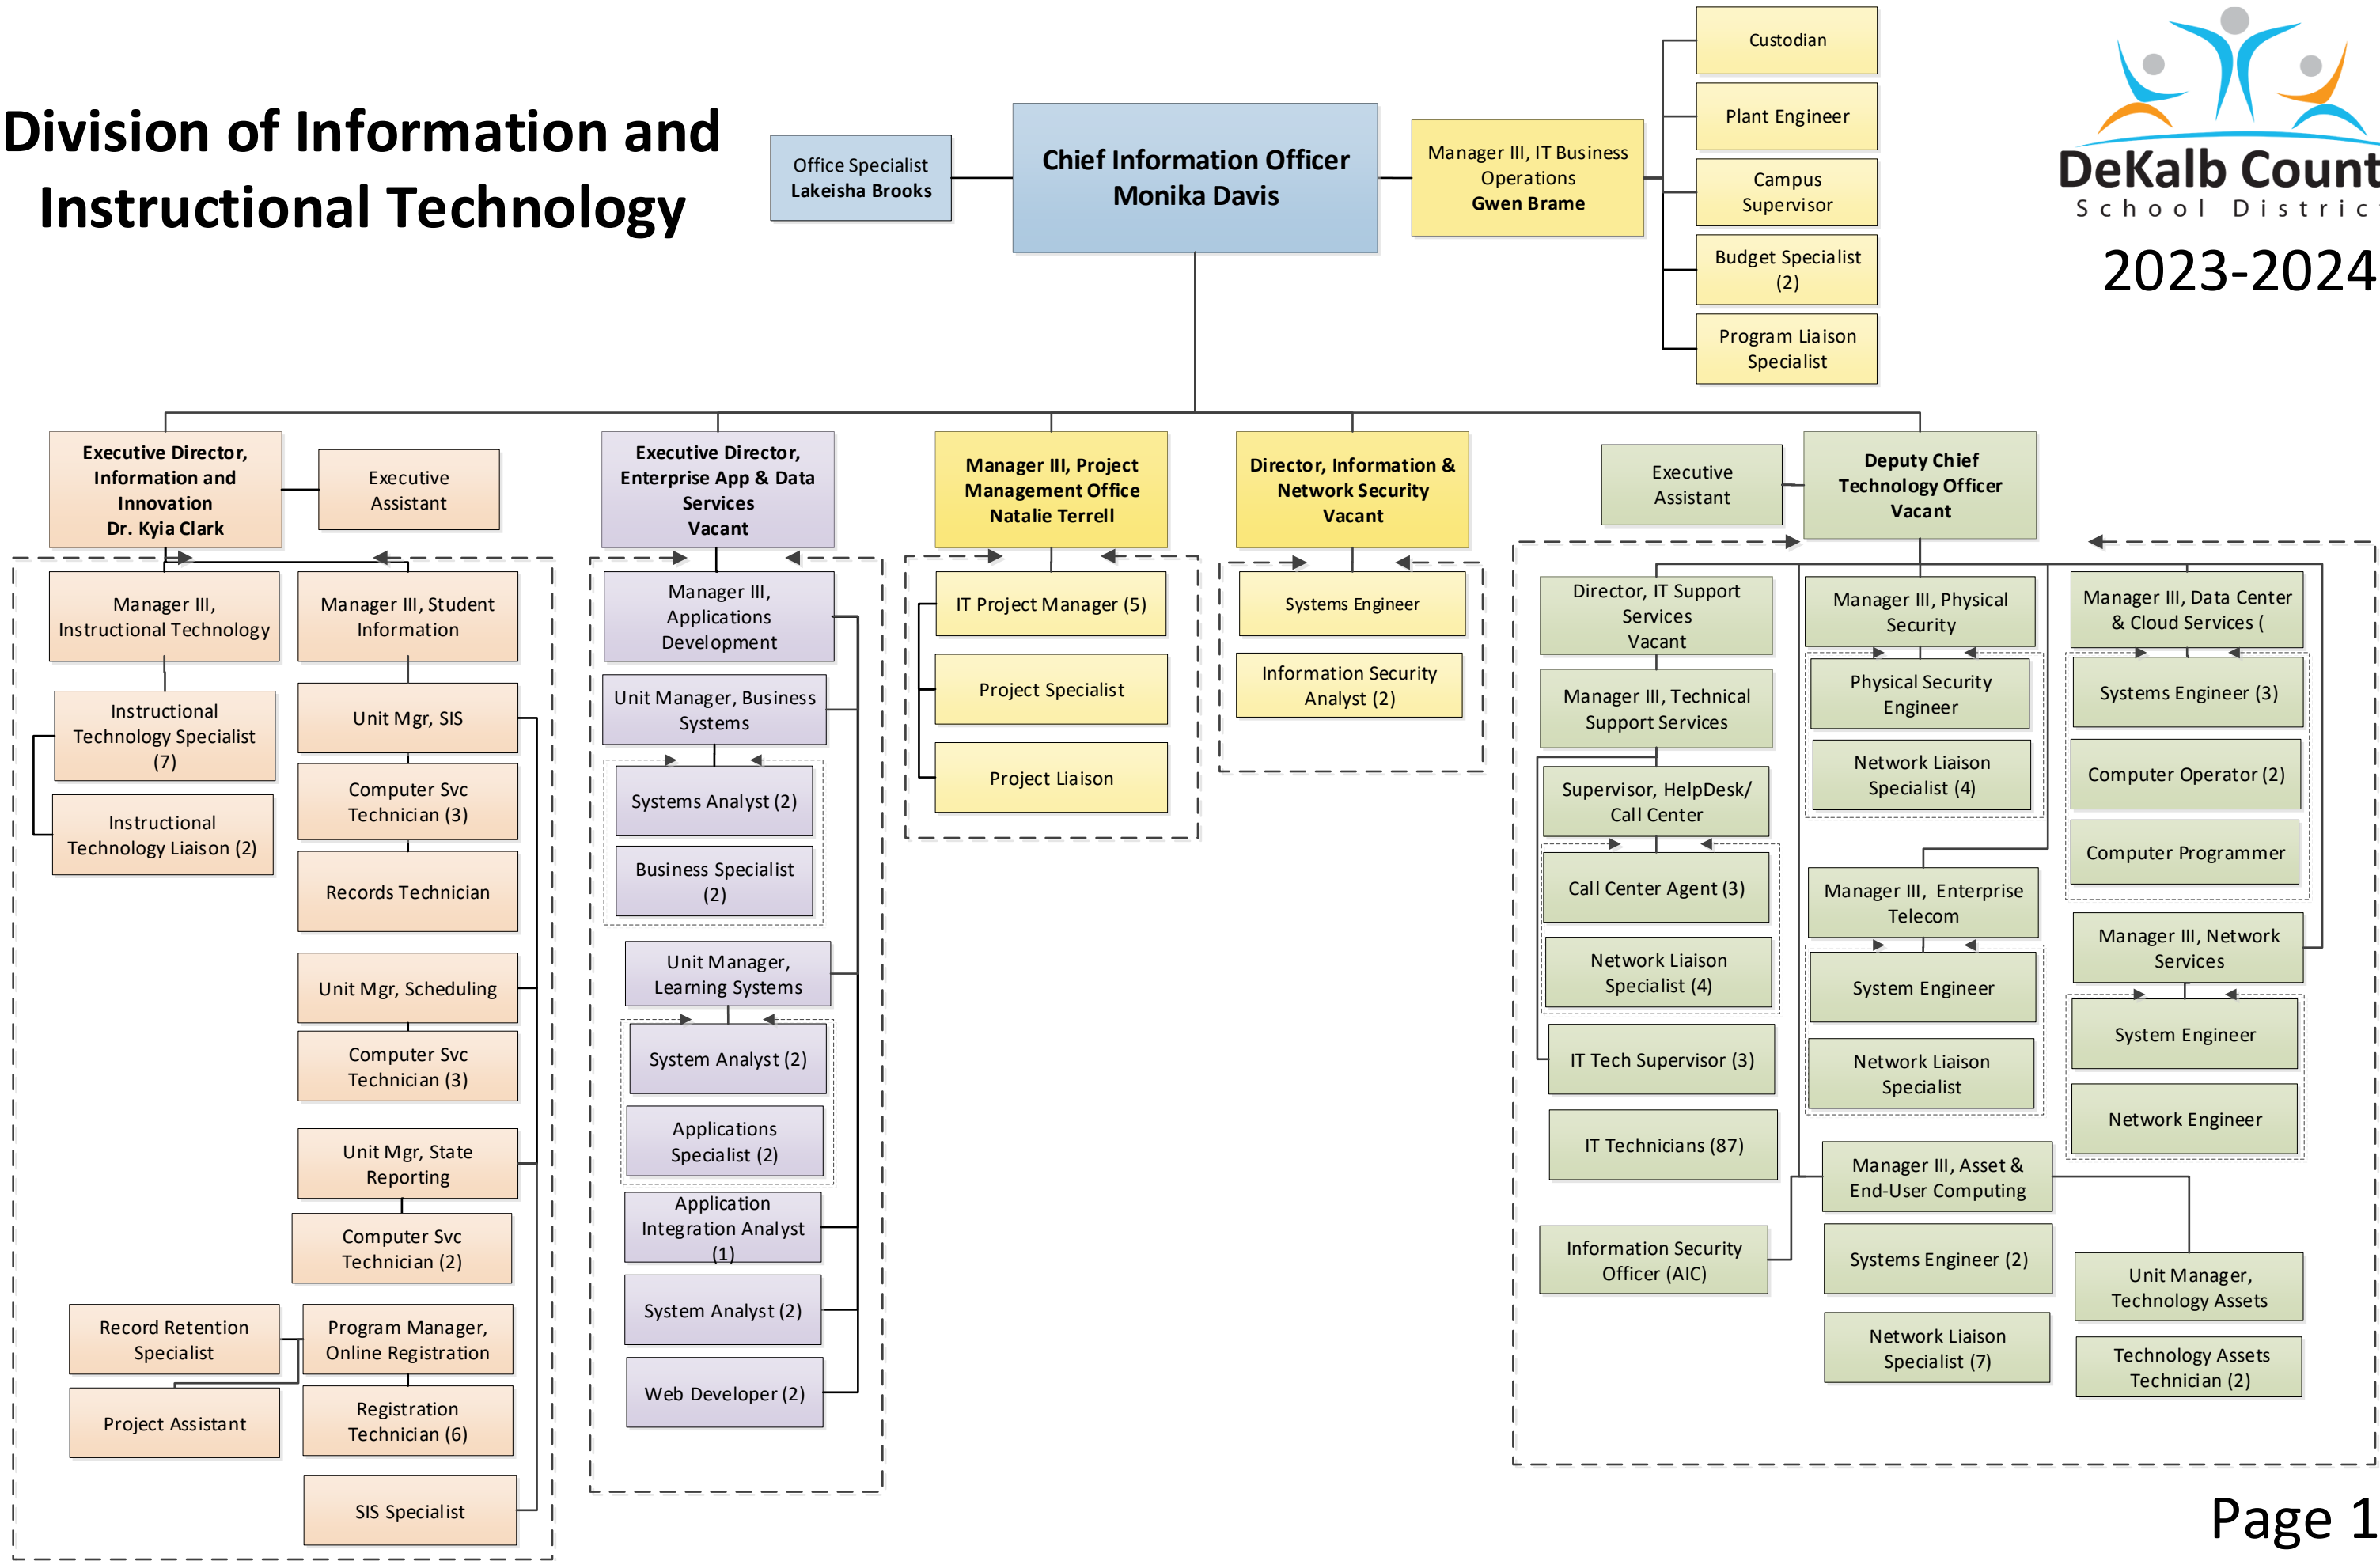 Division of Information and
Instructional Technology
Office Specialist
Lakeisha Brooks
Chief Information Officer
Monika Davis
Manager III, IT Business
Operations
Gwen Brame
Custodian
Plant Engineer
Campus
Supervisor
Budget Specialist
(2)
Program Liaison
Specialist
DeKalb Count
School Distric
2023-2024
Executive Director,
Information and
Innovation
Dr. Kyia Clark
Executive
Assistant
Manager III,
Instructional Technology
Instructional
Technology Specialist
(7)
Instructional
Technology Liaison (2)
Manager III, Student
Information
Unit Mgr, SIS
Computer Svc
Technician (3)
Records Technician
Unit Mgr, Scheduling
Computer Svc
Technician (3)
Unit Mgr, State
Reporting
Computer Svc
Technician (2)
Record Retention
Specialist
Program Manager,
Online Registration
Project Assistant
Registration
Technician (6)
SIS Specialist
Executive Director,
Enterprise App & Data
Services
Vacant
Manager III,
Applications
Development
Unit Manager, Business
Systems
Systems Analyst (2)
Business Specialist
(2)
Unit Manager,
Learning Systems
System Analyst (2)
Applications
Specialist (2)
Application
Integration Analyst
(1)
System Analyst (2)
Web Developer (2)
Manager III, Project
Management Office
Natalie Terrell
IT Project Manager (5)
Project Specialist
Project Liaison
Director, Information &
Network Security
Vacant
Systems Engineer
Information Security
Analyst (2)
Executive
Assistant
Deputy Chief
Technology Officer
Vacant
Director, IT Support
Services
Vacant
Manager III, Technical
Support Services
Supervisor, HelpDesk/
Call Center
Call Center Agent (3)
Network Liaison
Specialist (4)
IT Tech Supervisor (3)
IT Technicians (87)
Information Security
Officer (AIC)
Manager III, Physical
Security
Physical Security
Engineer
Network Liaison
Specialist (4)
Manager III, Enterprise
Telecom
System Engineer
Network Liaison
Specialist
Manager III, Asset &
End-User Computing
Systems Engineer (2)
Network Liaison
Specialist (7)
Manager III, Data Center
& Cloud Services (
Systems Engineer (3)
Computer Operator (2)
Computer Programmer
Manager III, Network
Services
System Engineer
Network Engineer
Unit Manager,
Technology Assets
Technology Assets
Technician (2)
Page 1